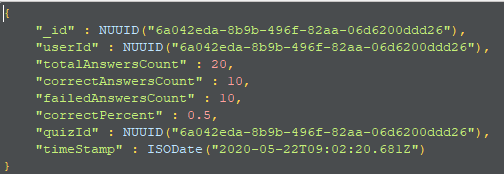 {
"_id" : NUUID("6a042eda-8b9b-496f-82aa-06d6200ddd26"),
"userId" : NUUID("6a042eda-8b9b-496f-82aa-06d6200ddd26"),
"totalAnswersCount" : 20,
"correctAnswersCount" : 10,
"failedAnswersCount" : 10,
"correctPercent" : 0.5,
"quizId" : NUUID("6a042eda-8b9b-496f-82aa-06d6200ddd26"),
"timeStamp" : ISODate("2020-05-22T09:02:20.681Z")
}